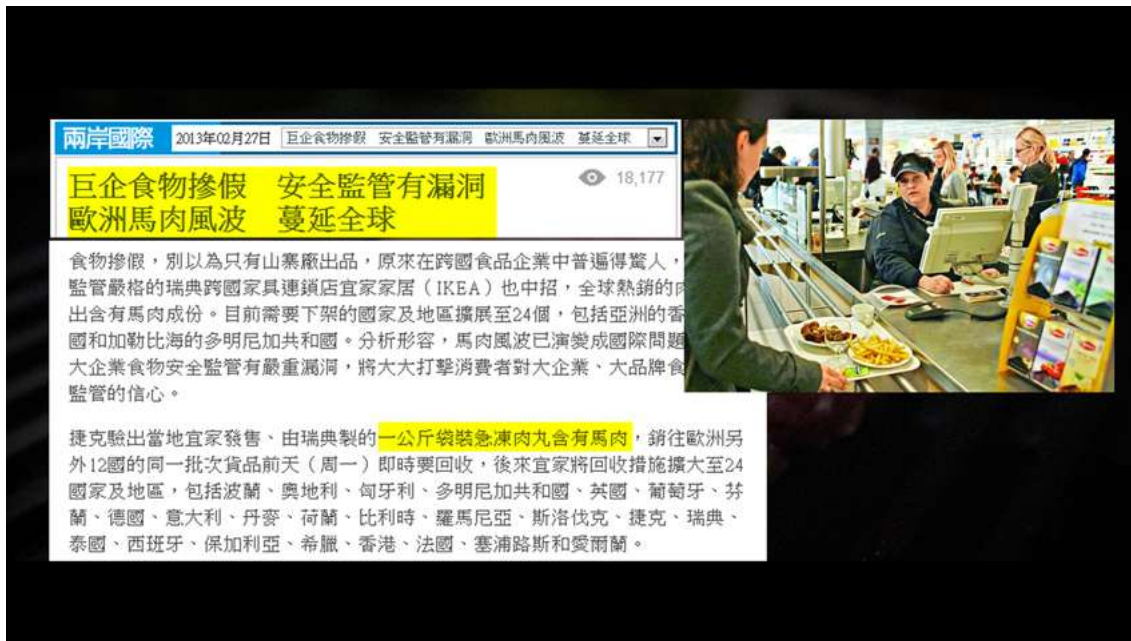 兩岸國際
2013年02月27日
巨企食物摻假 安全監管有漏洞 歐洲馬肉風波 蔓延全球
巨企食物摻假 安全監管有漏洞
18,177
歐洲馬肉風波 蔓延全球
食物摻假，別以為只有山寨廠出品，原來在跨國食品企業中普遍得驚人，
監管嚴格的瑞典跨國家具連鎖店宜家家居（IKEA）也中招，全球熱銷的肉
出含有馬肉成份。目前需要下架的國家及地區擴展至24個，包括亞洲的香
國和加勒比海的多明尼加共和國。分析形容，馬肉風波已演變成國際問題
大企業食物安全監管有嚴重漏洞，將大大打擊消費者對大企業、大品牌食
監管的信心。
捷克驗出當地宜家發售、由瑞典製的一公斤袋裝急凍肉丸含有馬肉，銷往歐洲另
外12國的同一批次貨品前天（周一）即時要回收，後來宜家將回收措施擴大至24
國家及地區，包括波蘭、奧地利、匈牙利、多明尼加共和國、英國、葡萄牙、芬
蘭、德國、意大利、丹麥、荷蘭、比利時、羅馬尼亞、斯洛伐克、捷克、瑞典、
泰國、西班牙、保加利亞、希臘、香港、法國、塞浦路斯和愛爾蘭。